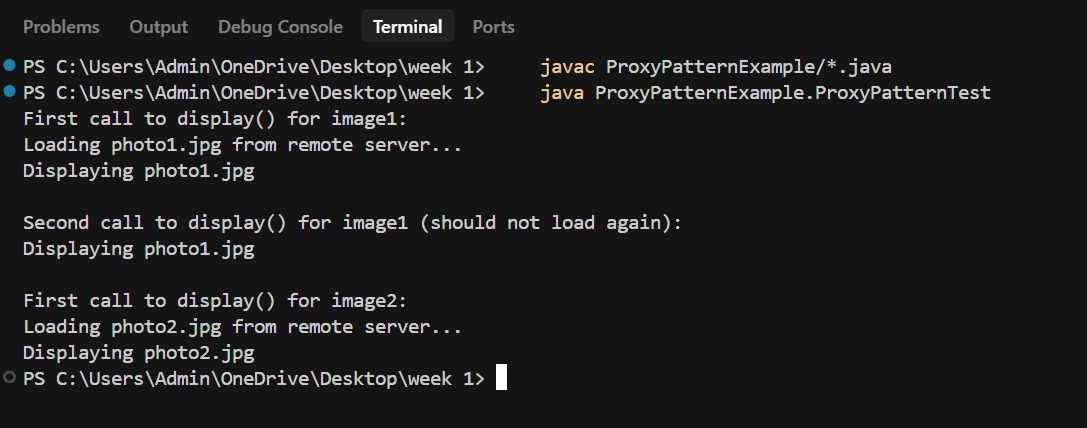 Problems Output Debug Console Terminal Ports
PS C:\Users\Admin\OneDrive\Desktop\week 1>     javac ProxyPatternExample/*.java
PS C:\Users\Admin\OneDrive\Desktop\week 1>     java ProxyPatternExample.ProxyPatternTest
First call to display() for image1:
Loading photo1.jpg from remote server...
Displaying photo1.jpg

Second call to display() for image1 (should not load again):
Displaying photo1.jpg

First call to display() for image2:
Loading photo2.jpg from remote server...
Displaying photo2.jpg
PS C:\Users\Admin\OneDrive\Desktop\week 1>